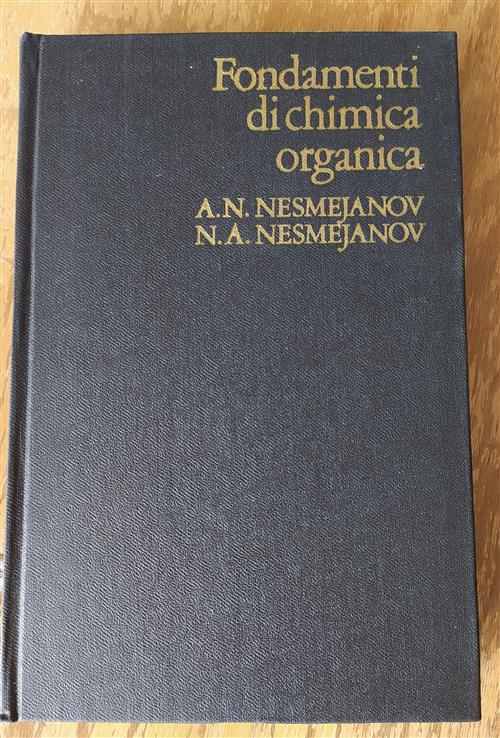 Fondamenti
di chimica
organica
A.N. NESMEJANOV
N.A. NESMEJANOV